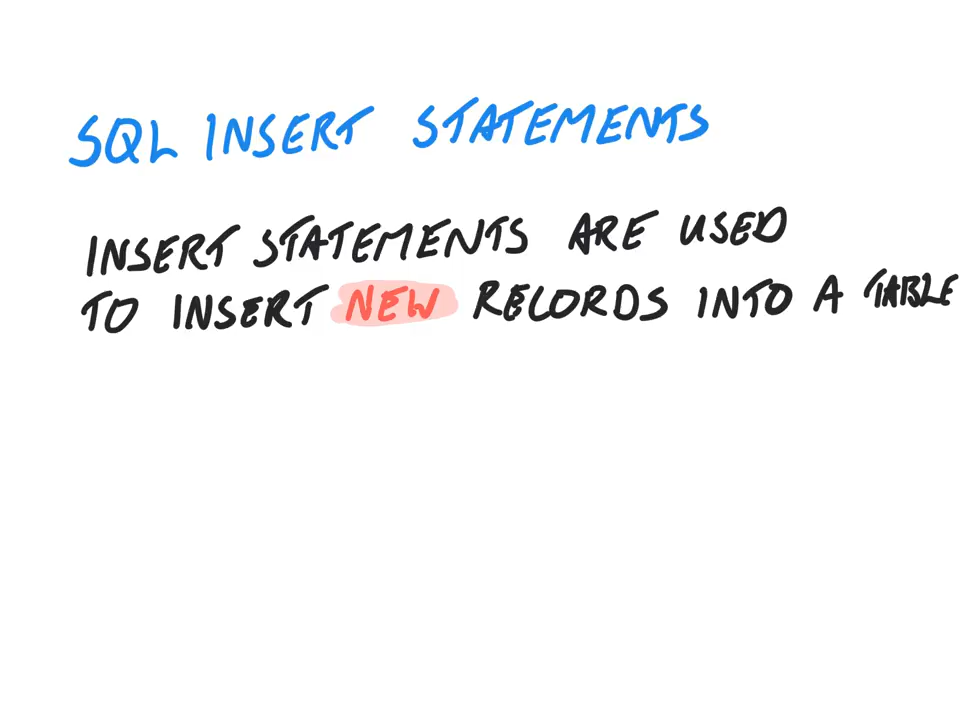 SQL INSERT STATEMENTS
INSERT STATEMENTS ARE USED
TO INSERT NEW RECORDS INTO A TABLE